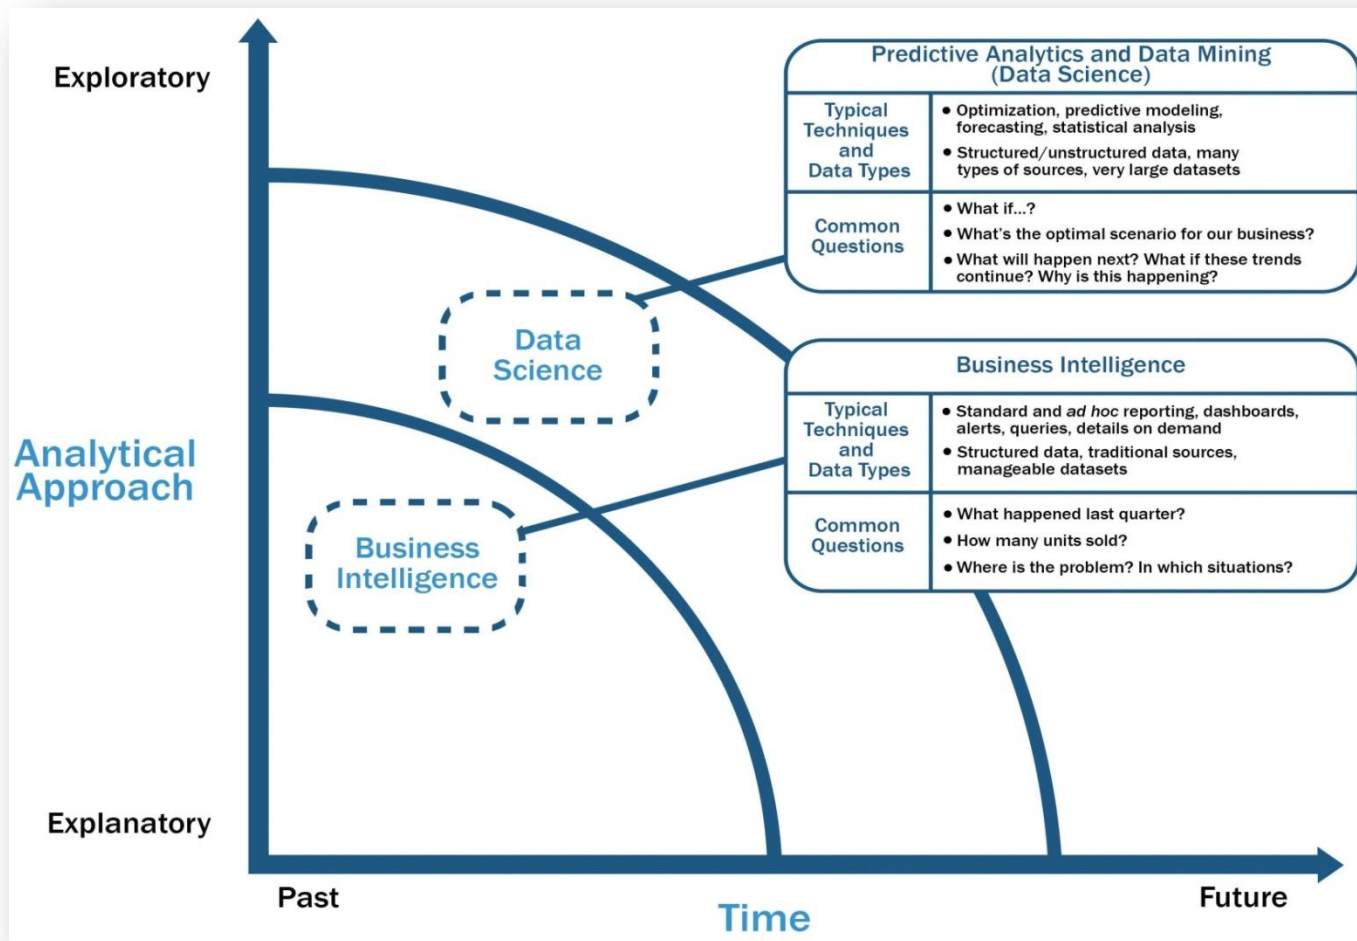 Exploratory
Analytical
Approach
Explanatory
Past
Time
Future
Data
Science
Business
Intelligence
Predictive Analytics and Data Mining
(Data Science)
Typical
Techniques
and
Data Types
• Optimization, predictive modeling,
forecasting, statistical analysis
• Structured/unstructured data, many
types of sources, very large datasets
Common
Questions
• What if...?
• What's the optimal scenario for our business?
• What will happen next? What if these trends
continue? Why is this happening?
Business Intelligence
Typical
Techniques
and
Data Types
• Standard and ad hoc reporting, dashboards,
alerts, queries, details on demand
• Structured data, traditional sources,
manageable datasets
Common
Questions
• What happened last quarter?
• How many units sold?
• Where is the problem? In which situations?